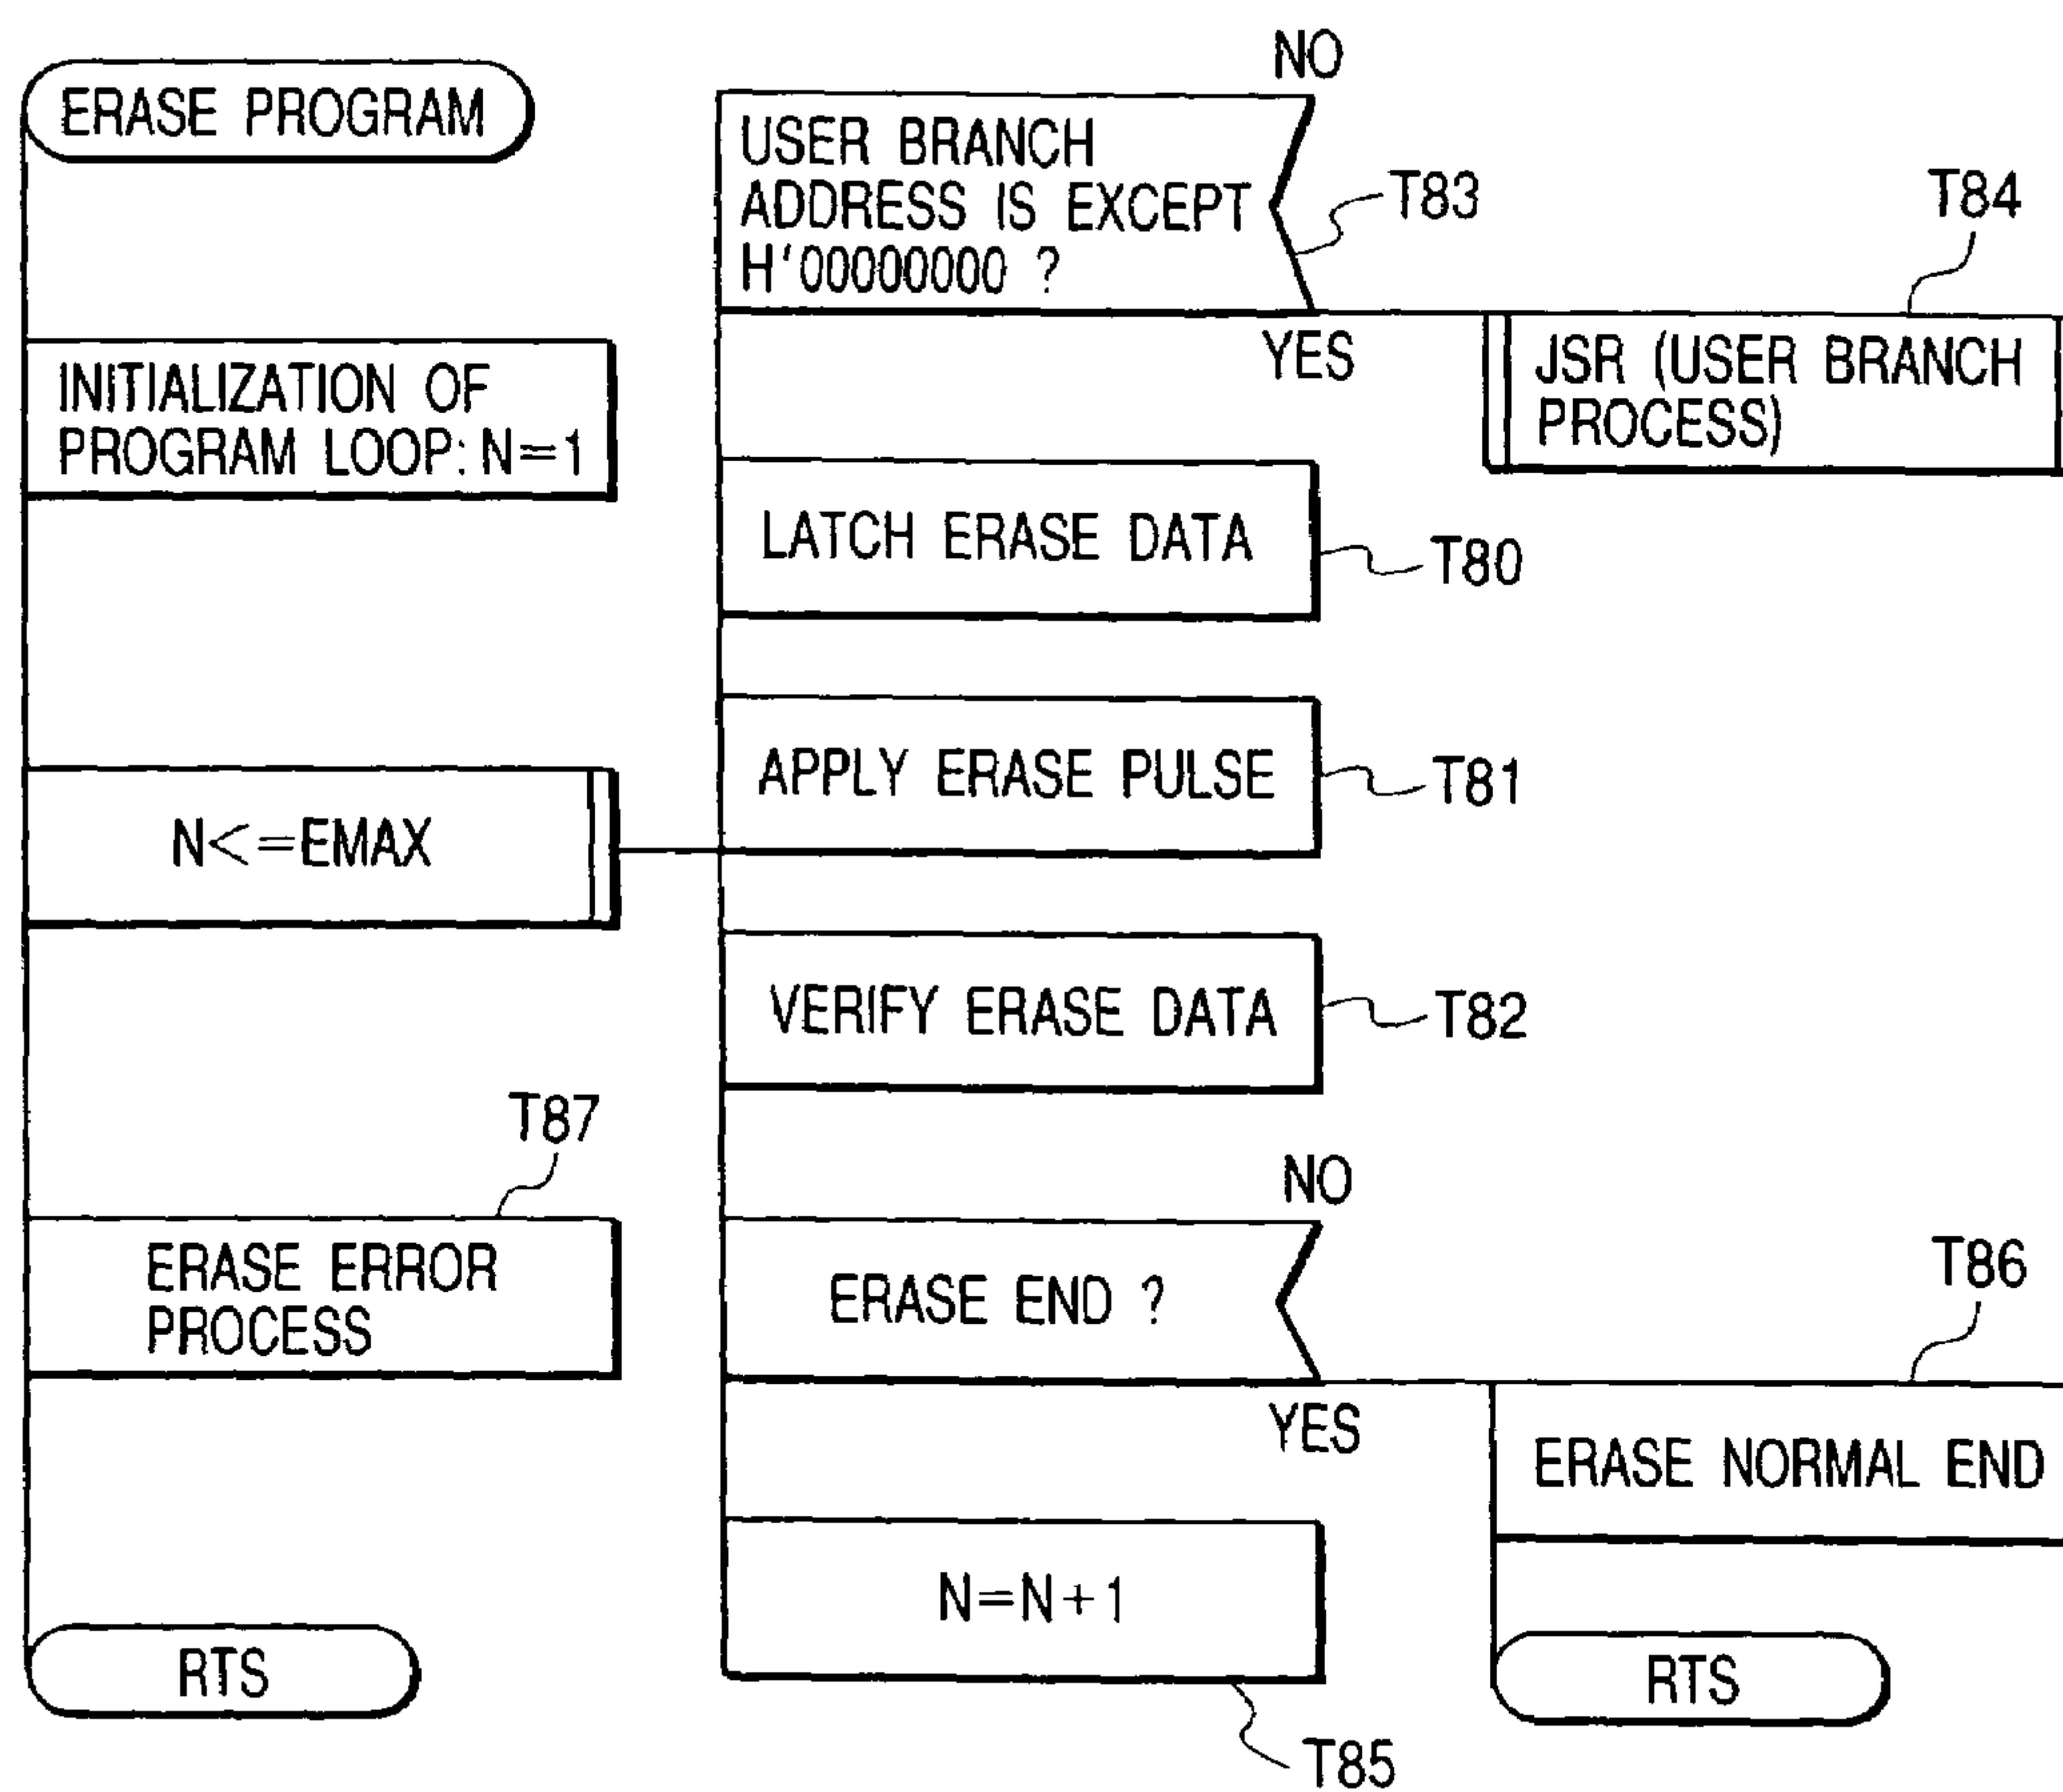 ERASE PROGRAM
INITIALIZATION OF
PROGRAM LOOP: N=1
N<=EMAX
T87
ERASE ERROR
PROCESS
RTS
NO
USER BRANCH
ADDRESS IS EXCEPT
H'00000000 ?
T83
YES
T84
JSR (USER BRANCH
PROCESS)
LATCH ERASE DATA
T80
APPLY ERASE PULSE
T81
VERIFY ERASE DATA
T82
NO
ERASE END ?
YES
T86
ERASE NORMAL END
RTS
N=N+1
T85